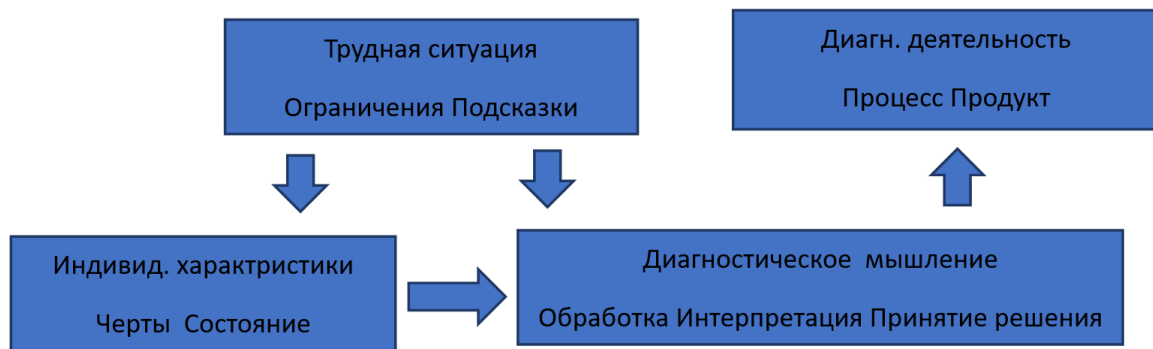 Трудная ситуация
Ограничения Подсказки
Диагн. деятельность
Процесс Продукт
Индивид. характристики
Черты  Состояние
Диагностическое  мышление
Обработка Интерпретация Принятие решения